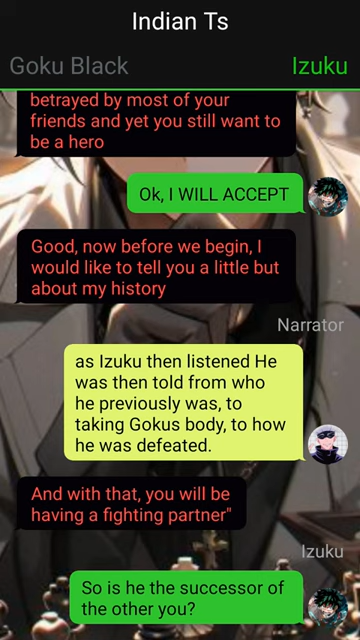 Indian Ts
Goku Black
Izuku
betrayed by most of your
friends and yet you still want to
be a hero
Ok, I WILL ACCEPT
Good, now before we begin, I
would like to tell you a little but
about my history
Narrator
as Izuku then listened He
was then told from who
he previously was, to
taking Gokus body, to how
he was defeated.
And with that, you will be
having a fighting partner"
Izuku
So is he the successor of
the other you?